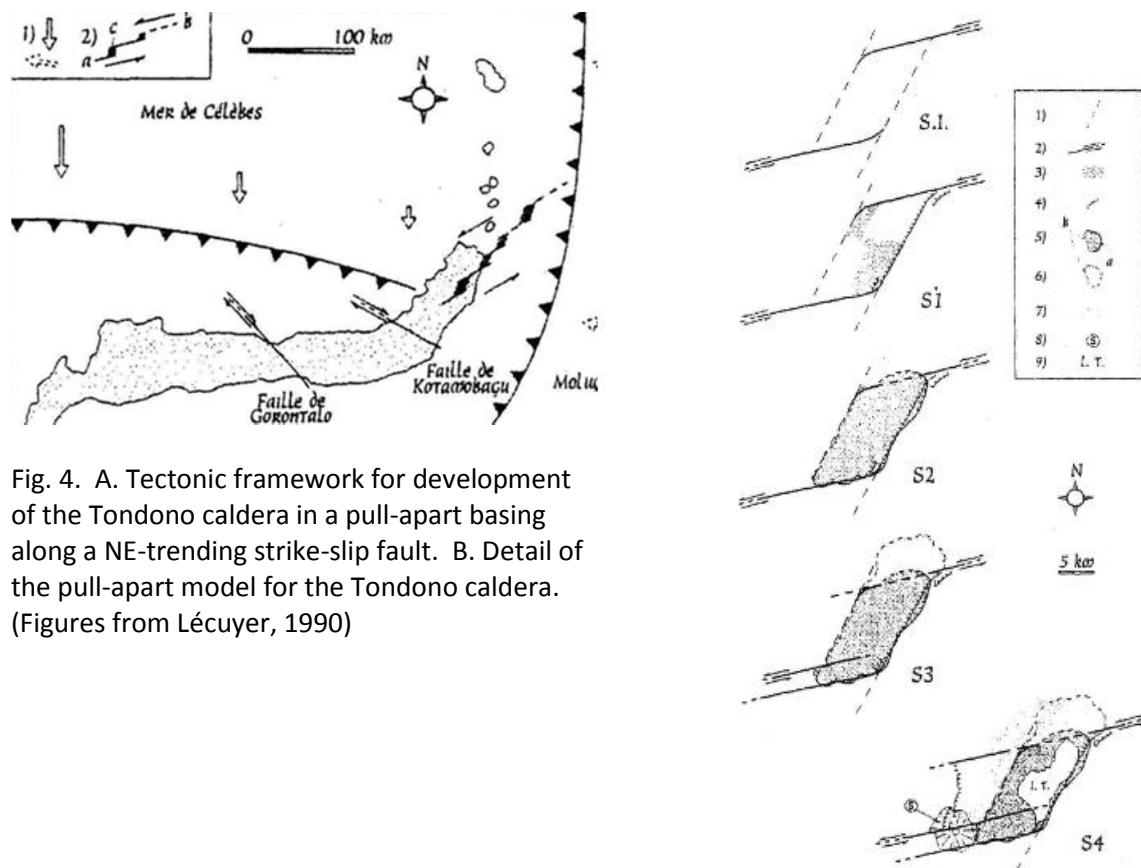 1)
2)
c
b
a
0
100 km
N
Mer de Célèbes
Faille de
Gorontalo
Faille de
Kotamobagu
Moluq
Fig. 4. A. Tectonic framework for development
of the Tondono caldera in a pull-apart basing
along a NE-trending strike-slip fault. B. Detail of
the pull-apart model for the Tondono caldera.
(Figures from Lécuyer, 1990)
S.I.
S1
S2
S3
S4
1)
2)
3)
4)
5)
6)
7)
8)
9)
b
a
S
L. T.
N
5 km
S
L. T.